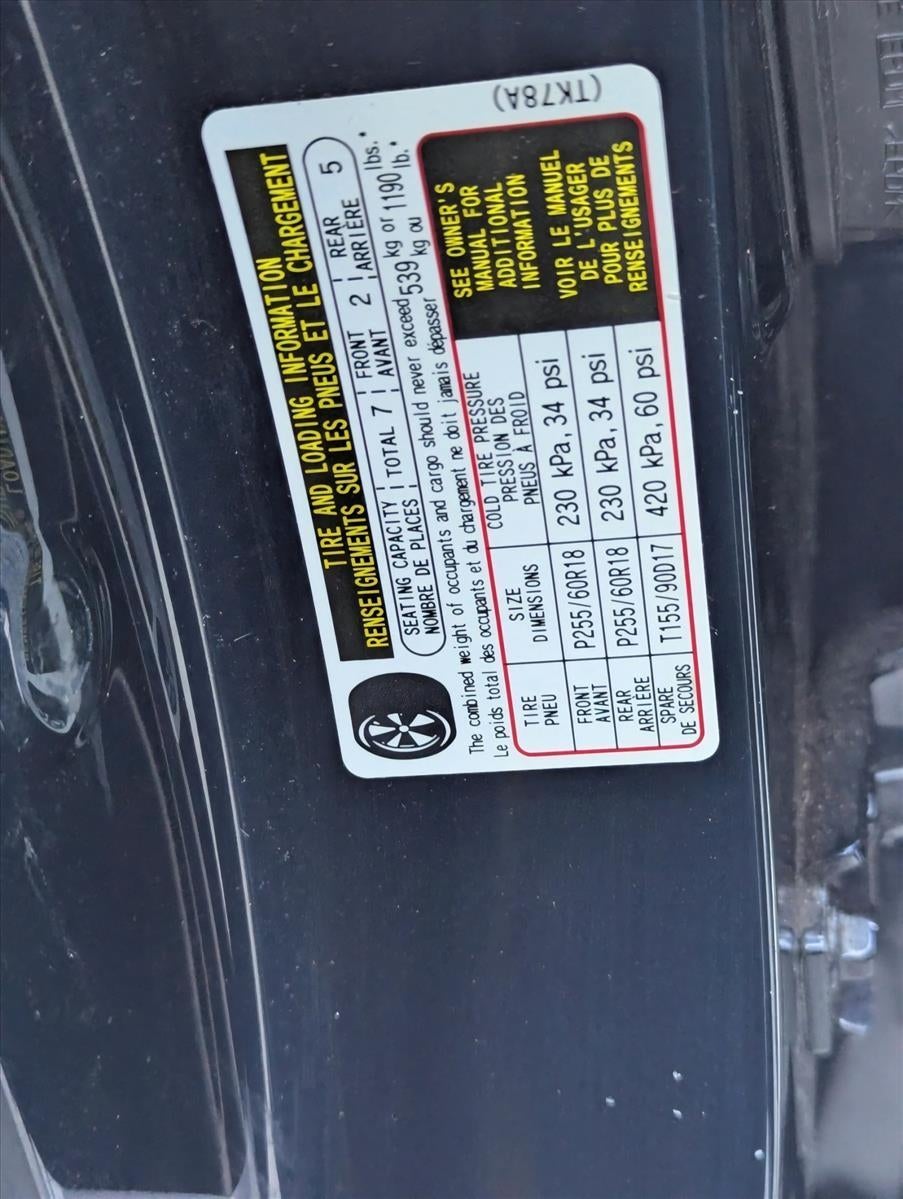 TIRE AND LOADING INFORMATION
RENSEIGNEMENTS SUR LES PNEUS ET LE CHARGEMENT
SEATING CAPACITY TOTAL 7 FRONT 2 REAR 5
NOMBRE DE PLACES AVANT ARRIÈRE
The combined weight of occupants and cargo should never exceed 539 kg or 1190 lbs.*
Le poids total des occupants et du chargement ne doit jamais dépasser kg ou lb.*
TIRE SIZE COLD TIRE PRESSURE
PNEU DIMENSIONS PRESSION DES
PNEUS À FROID
FRONT P255/60R18 230 kPa, 34 psi
AVANT
REAR P255/60R18 230 kPa, 34 psi
ARRIÈRE
SPARE T155/90D17 420 kPa, 60 psi
DE SECOURS
SEE OWNER'S
MANUAL FOR
ADDITIONAL
INFORMATION
VOIR LE MANUEL
DE L'USAGER
POUR PLUS DE
RENSEIGNEMENTS
(TK78A)